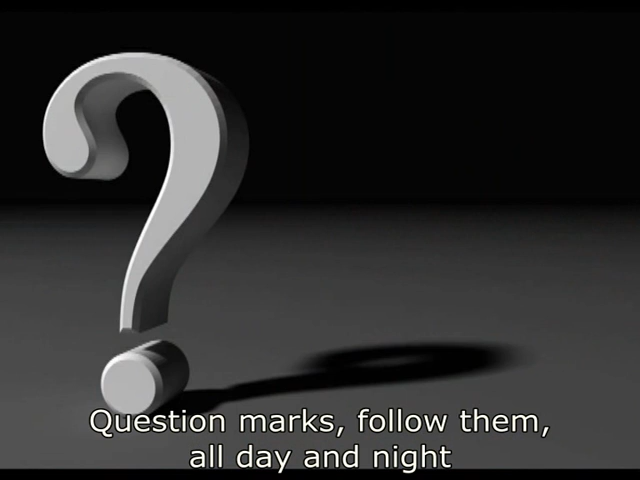 Question marks, follow them,
all day and night